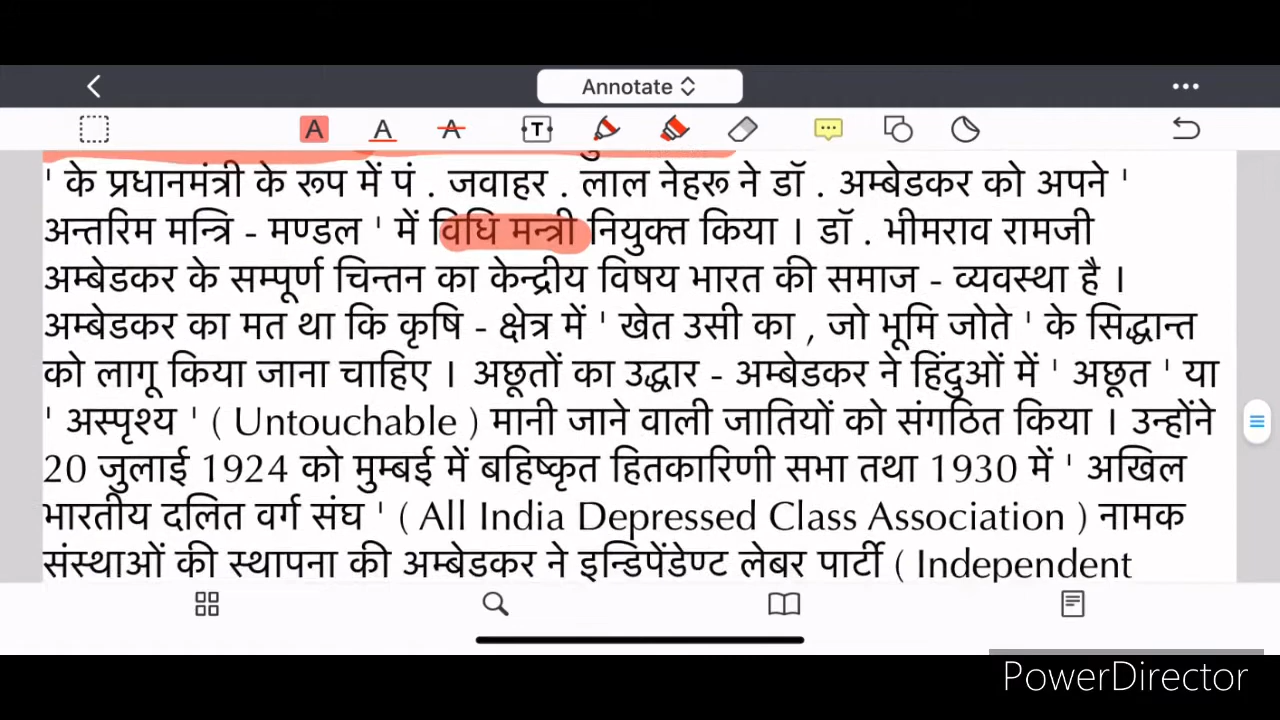 Annotate
A A A T
' के प्रधानमंत्री के रूप में पं . जवाहर . लाल नेहरू ने डॉ . अम्बेडकर को अपने '
अन्तरिम मन्त्रि - मण्डल ' में विधि मन्त्री नियुक्त किया । डॉ . भीमराव रामजी
अम्बेडकर के सम्पूर्ण चिन्तन का केन्द्रीय विषय भारत की समाज - व्यवस्था है ।
अम्बेडकर का मत था कि कृषि - क्षेत्र में ' खेत उसी का , जो भूमि जोते ' के सिद्धान्त
को लागू किया जाना चाहिए । अछूतों का उद्धार - अम्बेडकर ने हिंदुओं में ' अछूत ' या
' अस्पृश्य ' ( Untouchable ) मानी जाने वाली जातियों को संगठित किया । उन्होंने
20 जुलाई 1924 को मुम्बई में बहिष्कृत हितकारिणी सभा तथा 1930 में ' अखिल
भारतीय दलित वर्ग संघ ' ( All India Depressed Class Association ) नामक
संस्थाओं की स्थापना की अम्बेडकर ने इन्डिपेंडेण्ट लेबर पार्टी ( Independent
PowerDirector